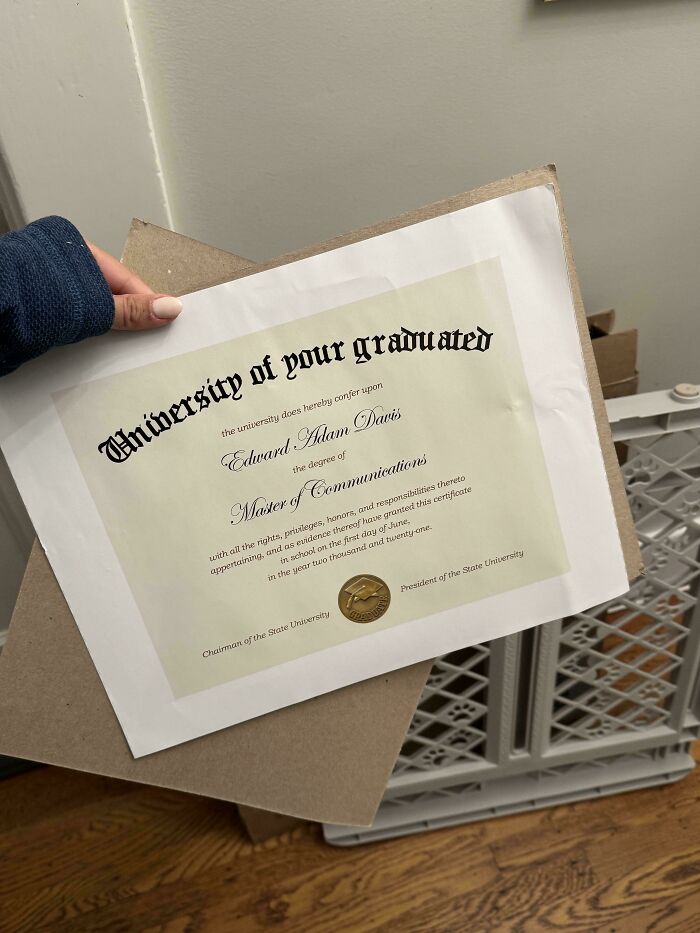 University of your graduated
the university does hereby confer upon
Edward Adam Davis
the degree of
Master of Communications
with all the rights, privileges, honors, and responsibilities thereto
appertaining, and as evidence thereof have granted this certificate
in school on the first day of June,
in the year two thousand and twenty-one.
Chairman of the State University
GRADUATE
President of the State University